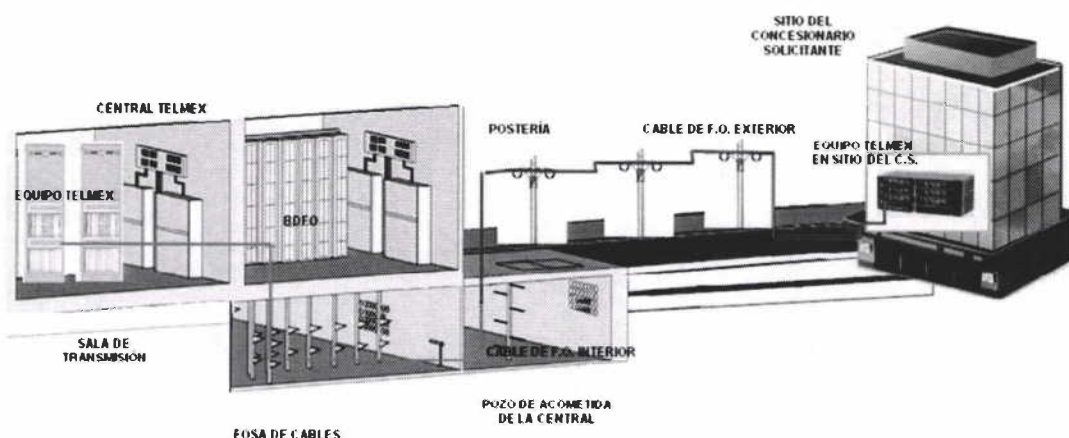 SITIO DEL
CONCESIONARIO
SOLICITANTE
CENTRAL TELMEX
POSTERÍA
CABLE DE F.O. EXTERIOR
EQUIPO TELMEX
EN SITIO DEL C.S.
EQUIPO TELMEX
BDFO
SALA DE
TRANSMISIÓN
CABLE DE F.O. INTERIOR
POZO DE ACOMETIDA
DE LA CENTRAL
FOSA DE CABLES